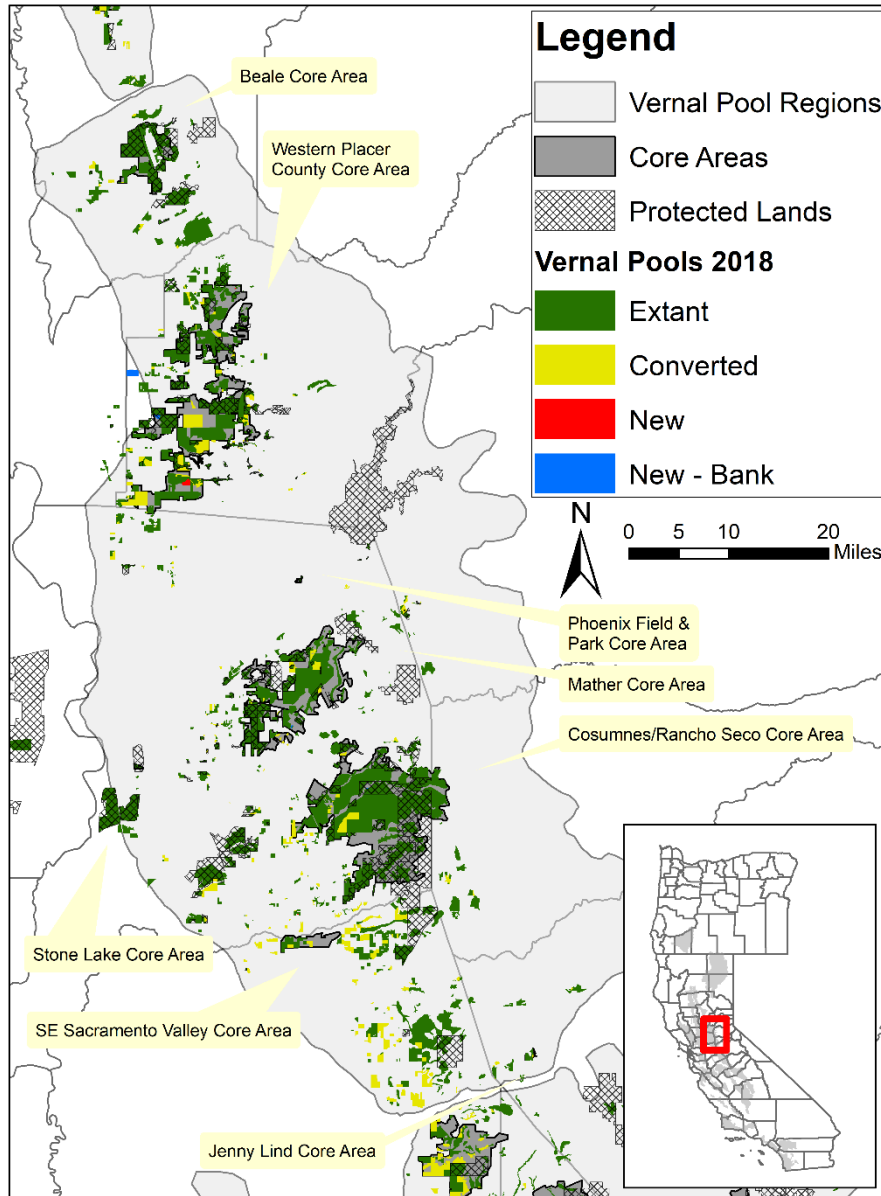 Beale Core Area
Western Placer
County Core Area
Legend
Vernal Pool Regions
Core Areas
Protected Lands
Vernal Pools 2018
Extant
Converted
New
New - Bank
N
0 5 10 20
Miles
Phoenix Field &
Park Core Area
Mather Core Area
Cosumnes/Rancho Seco Core Area
Stone Lake Core Area
SE Sacramento Valley Core Area
Jenny Lind Core Area